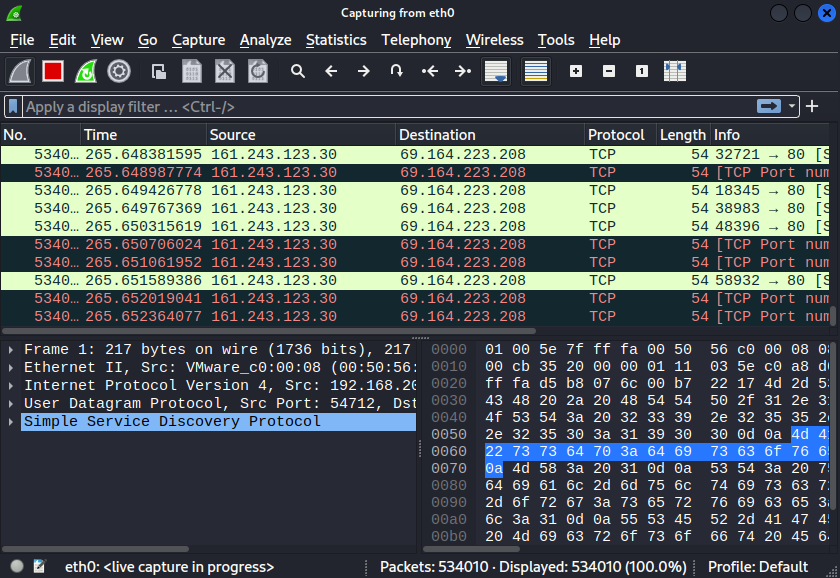 Capturing from eth0
File Edit View Go Capture Analyze Statistics Telephony Wireless Tools Help
Apply a display filter … <Ctrl-/>
No. Time Source Destination Protocol Length Info
5340… 265.648381595 161.243.123.30 69.164.223.208 TCP 54 32721 → 80 [S
5340… 265.648987774 161.243.123.30 69.164.223.208 TCP 54 [TCP Port num
5340… 265.649426778 161.243.123.30 69.164.223.208 TCP 54 18345 → 80 [S
5340… 265.649767369 161.243.123.30 69.164.223.208 TCP 54 38983 → 80 [S
5340… 265.650315619 161.243.123.30 69.164.223.208 TCP 54 48396 → 80 [S
5340… 265.650706024 161.243.123.30 69.164.223.208 TCP 54 [TCP Port num
5340… 265.651061952 161.243.123.30 69.164.223.208 TCP 54 [TCP Port num
5340… 265.651589386 161.243.123.30 69.164.223.208 TCP 54 58932 → 80 [S
5340… 265.652019041 161.243.123.30 69.164.223.208 TCP 54 [TCP Port num
5340… 265.652364077 161.243.123.30 69.164.223.208 TCP 54 [TCP Port num
Frame 1: 217 bytes on wire (1736 bits), 217
Ethernet II, Src: VMware_c0:00:08 (00:50:56:
Internet Protocol Version 4, Src: 192.168.20
User Datagram Protocol, Src Port: 54712, Dst
Simple Service Discovery Protocol
0000 01 00 5e 7f ff fa 00 50 56 c0 00 08 08
0010 00 cb 35 20 00 00 01 11 03 5e c0 a8 d0
0020 ff fa d5 b8 07 6c 00 b7 22 17 4d 2d 53
0030 43 48 20 2a 20 48 54 54 50 2f 31 2e 31
0040 4f 53 54 3a 20 32 33 39 2e 32 35 35 2e
0050 2e 32 35 30 3a 31 39 30 30 0d 0a 4d 41
0060 22 73 73 64 70 3a 64 69 73 63 6f 76 65
0070 0a 4d 58 3a 20 31 0d 0a 53 54 3a 20 75
0080 64 69 61 6c 2d 6d 75 6c 74 69 73 63 72
0090 2d 6f 72 67 3a 73 65 72 76 69 63 65 3a
00a0 6c 3a 31 0d 0a 55 53 45 52 2d 41 47 45
00b0 20 4d 69 63 72 6f 73 6f 66 74 20 45 64
eth0: <live capture in progress>
Packets: 534010 · Displayed: 534010 (100.0%)
Profile: Default